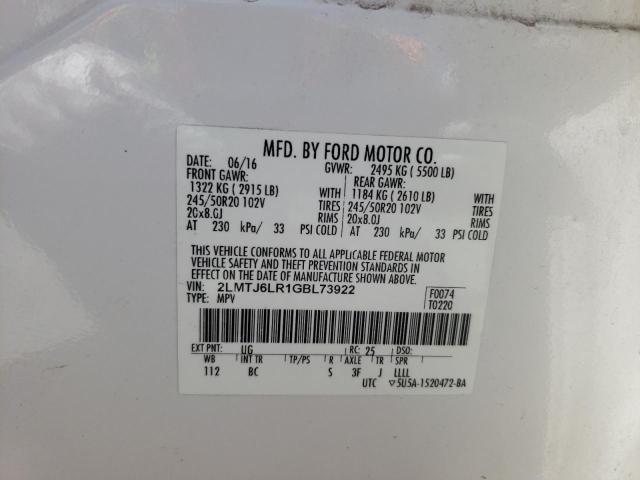 MFD. BY FORD MOTOR CO.
DATE: 06/16 GVWR: 2495 KG ( 5500 LB)
FRONT GAWR: REAR GAWR:
1322 KG ( 2915 LB) WITH 1184 KG ( 2610 LB) WITH
245/50R20 102V TIRES 245/50R20 102V TIRES
20x8.0J RIMS 20x8.0J RIMS
AT 230 kPa/ 33 PSI COLD AT 230 kPa/ 33 PSI COLD
THIS VEHICLE CONFORMS TO ALL APPLICABLE FEDERAL MOTOR
VEHICLE SAFETY AND THEFT PREVENTION STANDARDS IN
EFFECT ON THE DATE OF MANUFACTURE SHOWN ABOVE.
VIN: 2LMTJ6LR1GBL73922 F0074
TYPE: MPV T0220
EXT PNT: UG RC: 25 DSO:
WB INT TR TP/PS R AXLE TR SPR
112 BC S 3F J LLLL
UTC ▽5U5A-1520472-BA